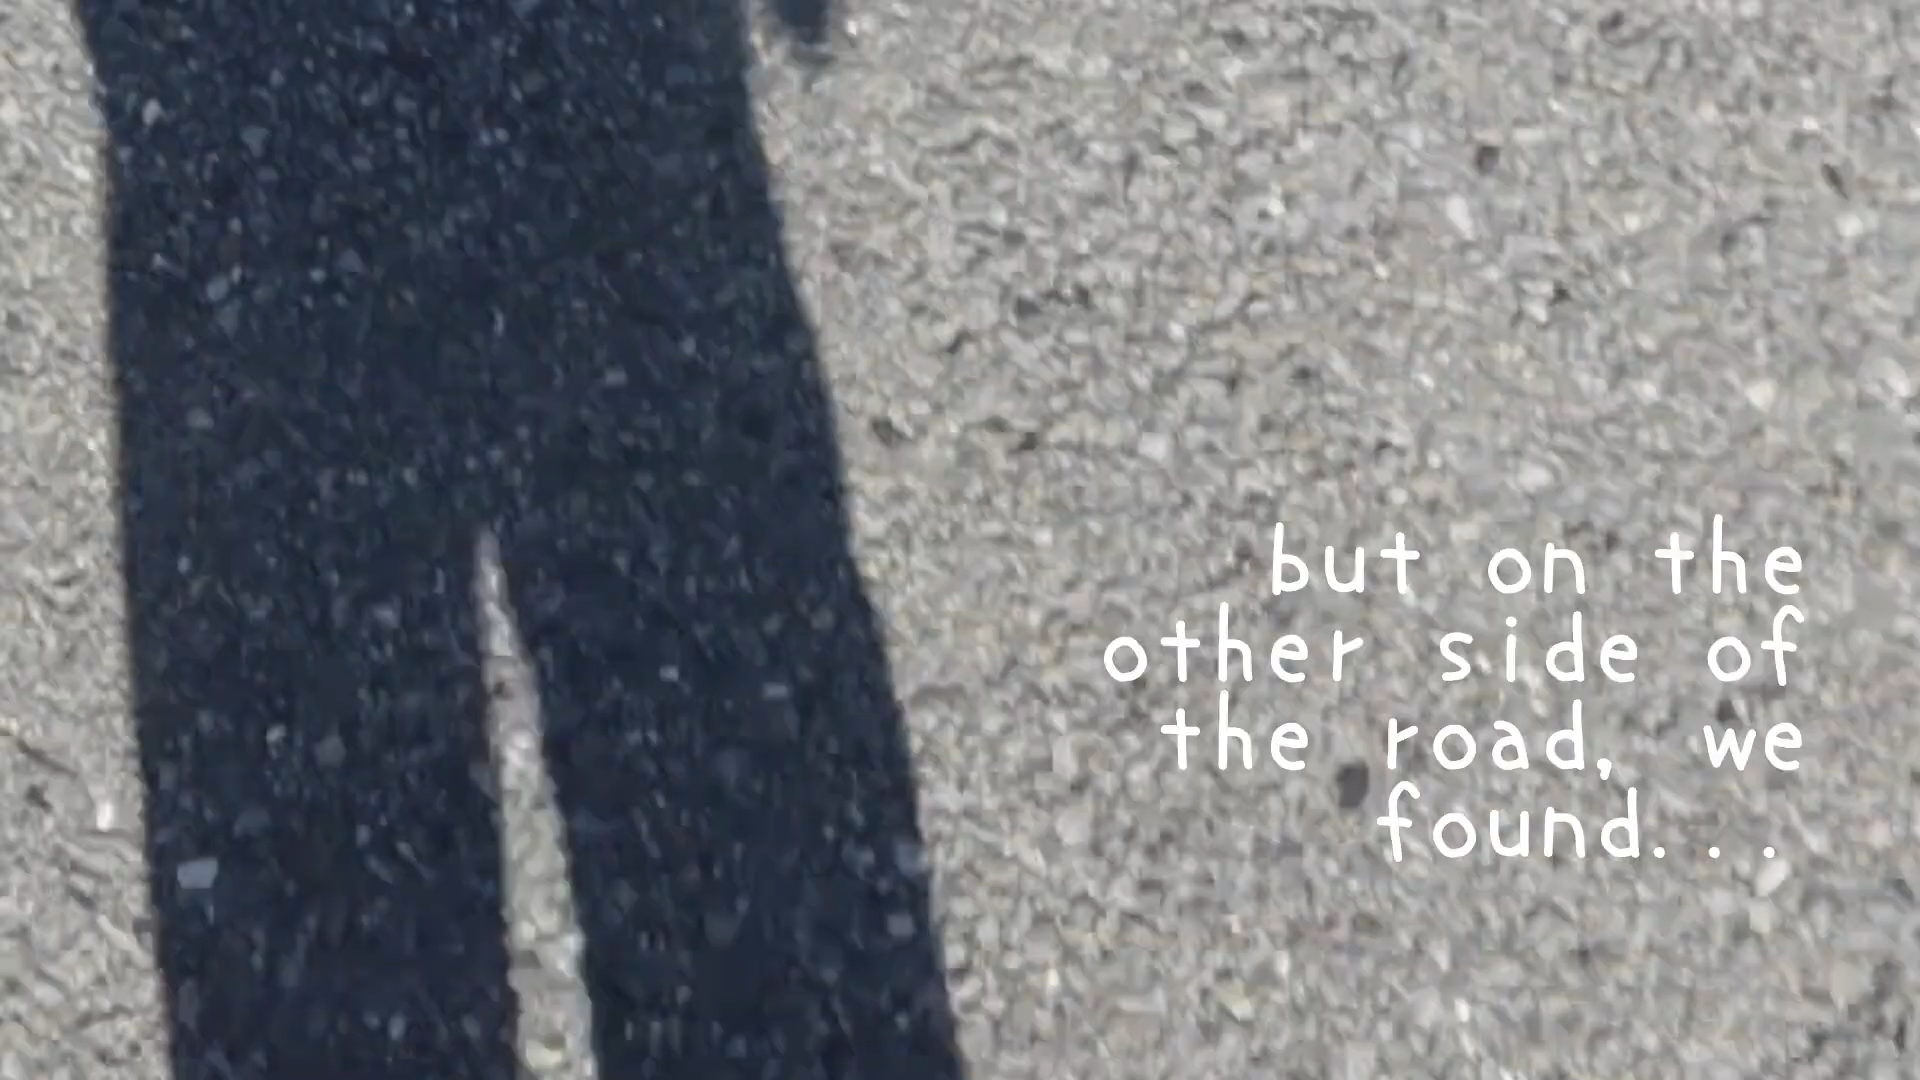 but on the
other side of
the road, we
found...